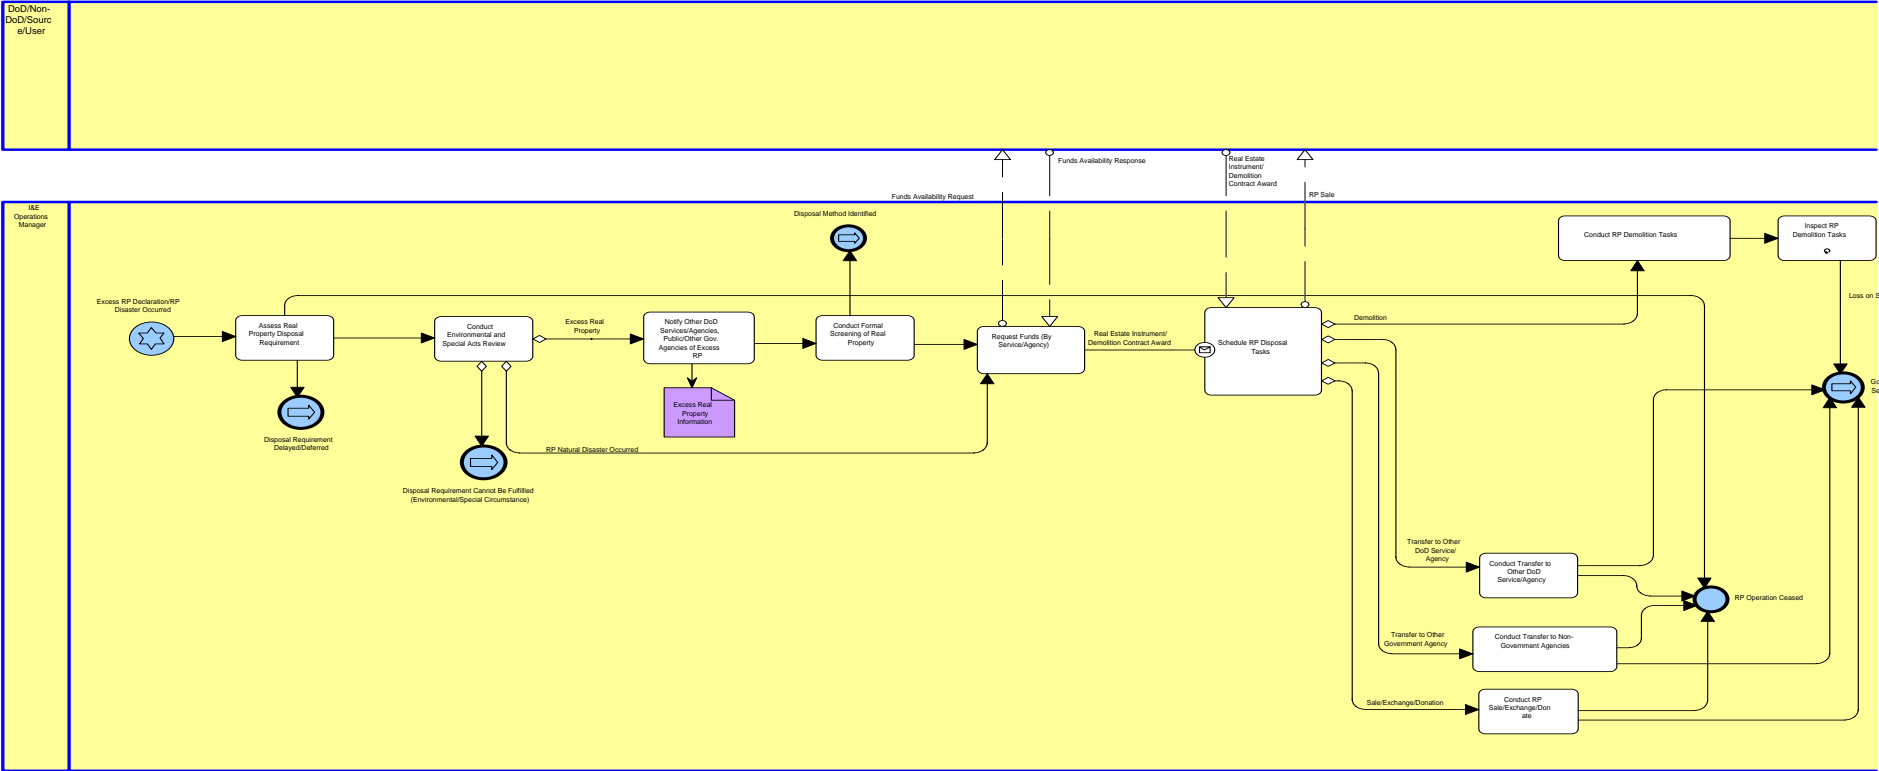 DoD/Non-
DoD/Sourc
e/User
Funds Availability Response
Real Estate
Instrument/
Demolition
Contract Award
Funds Availability Request
RP Sale
I&E
Operations
Manager
Disposal Method Identified
Conduct RP Demolition Tasks
Inspect RP
Demolition Tasks
Excess RP Declaration/RP
Disaster Occurred
Assess Real
Property Disposal
Requirement
Conduct
Environmental and
Special Acts Review
Excess Real
Property
Notify Other DoD
Services/Agencies,
Public/Other Gov.
Agencies of Excess
RP
Conduct Formal
Screening of Real
Property
Request Funds (By
Service/Agency)
Real Estate Instrument/
Demolition Contract Award
Schedule RP Disposal
Tasks
Demolition
Loss on S
Go
Se
Excess Real
Property
Information
Disposal Requirement
Delayed/Deferred
RP Natural Disaster Occurred
Disposal Requirement Cannot Be Fulfillled
(Environmental/Special Circumstance)
Transfer to Other
DoD Service/
Agency
Conduct Transfer to
Other DoD
Service/Agency
RP Operation Ceased
Transfer to Other
Government Agency
Conduct Transfer to Non-
Government Agencies
Sale/Exchange/Donation
Conduct RP
Sale/Exchange/Don
ate